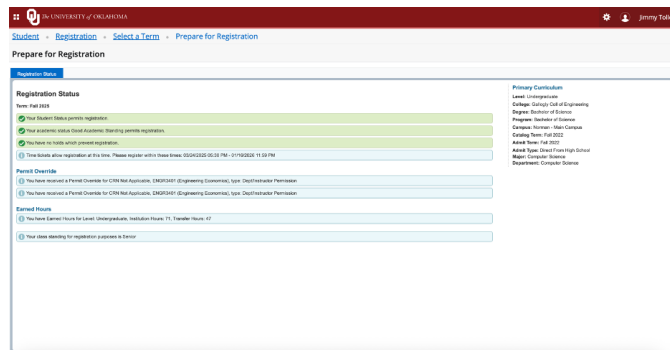 The UNIVERSITY of OKLAHOMA
Jimmy Tolle
Student
Registration
Select a Term
Prepare for Registration
Prepare for Registration
Registration Status
Registration Status
Term: Fall 2025
Your Student Status permits registration.
Your academic status Good Academic Standing permits registration.
You have no holds which prevent registration.
Time tickets allow registration at this time. Please register within these times: 03/24/2025 05:30 PM - 01/16/2026 11:59 PM
Permit Override
You have received a Permit Override for CRN Not Applicable, ENGR3401 (Engineering Economics), type: Dept/Instructor Permission
You have received a Permit Override for CRN Not Applicable, ENGR3401 (Engineering Economics), type: Dept/Instructor Permission
Earned Hours
You have Earned Hours for Level: Undergraduate, Institution Hours: 71, Transfer Hours: 47
Your class standing for registration purposes is Senior
Primary Curriculum
Level: Undergraduate
College: Gallogly Coll of Engineering
Degree: Bachelor of Science
Program: Bachelor of Science
Campus: Norman - Main Campus
Catalog Term: Fall 2022
Admit Term: Fall 2022
Admit Type: Direct From High School
Major: Computer Science
Department: Computer Science